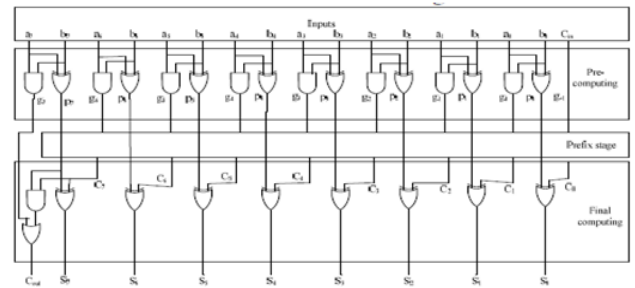 Inputs
a₇ b₇ a₆ b₆ a₅ b₅ a₄ b₄ a₃ b₃ a₂ b₂ a₁ b₁ a₀ b₀ Cin
Pre-
computing
g₇ p₇ g₆ p₆ g₅ p₅ g₄ p₄ g₃ p₃ g₂ p₂ g₁ p₁ g₀ p₀ g₋₁
Prefix stage
C₇ C₆ C₅ C₄ C₃ C₂ C₁ C₀
Final
computing
Cout S₇ S₆ S₅ S₄ S₃ S₂ S₁ S₀